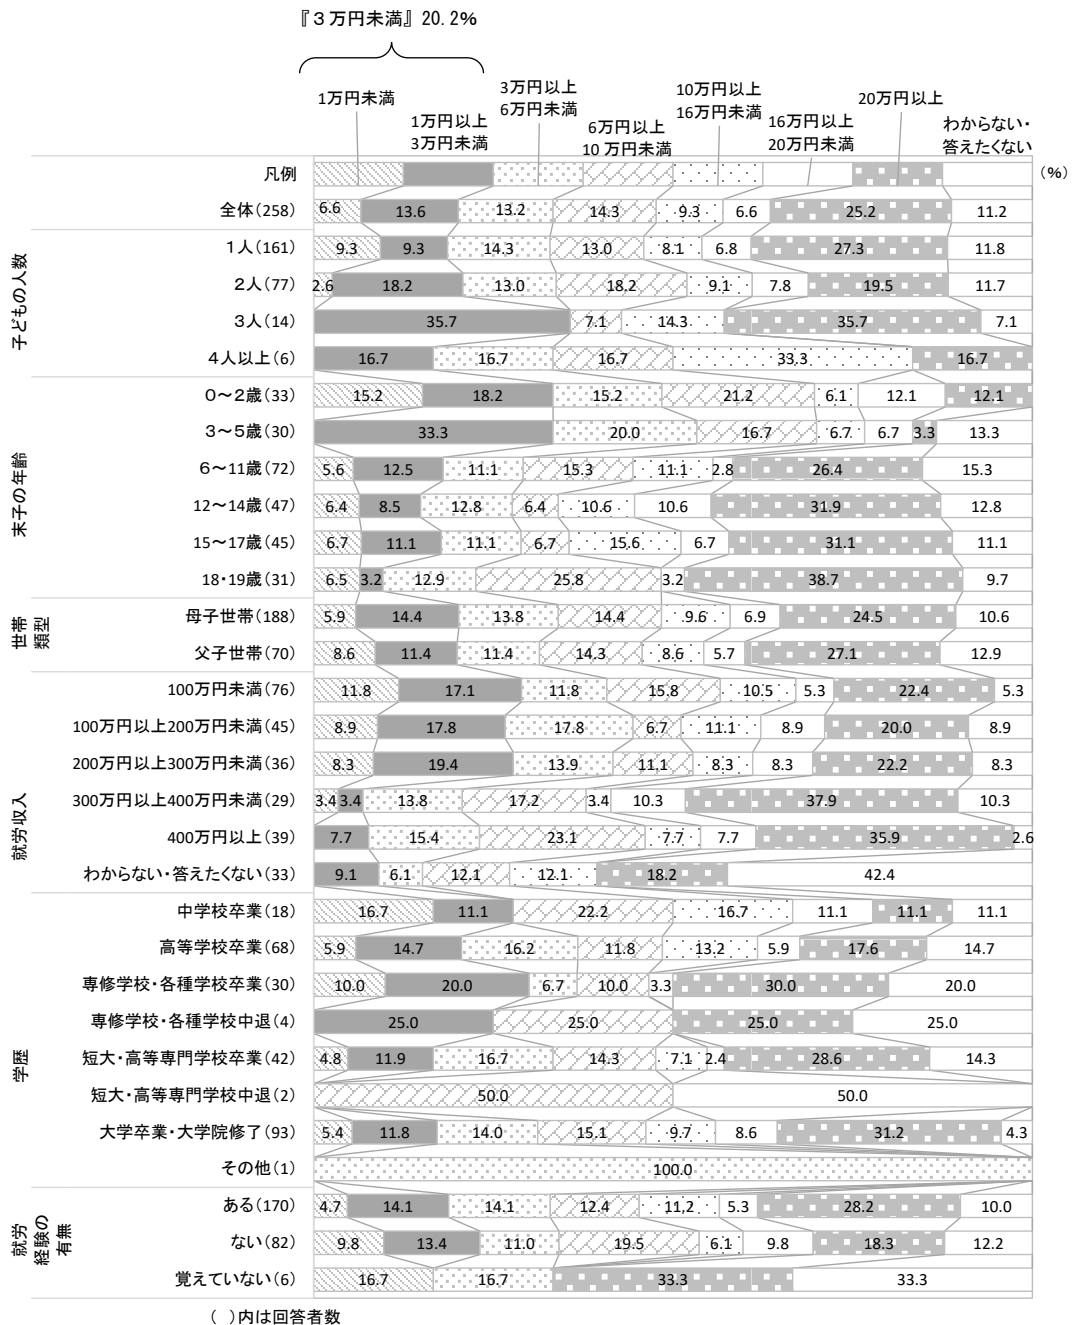 『３万円未満』20.2%
1万円未満
1万円以上
3万円未満
3万円以上
6万円未満
6万円以上
10万円未満
10万円以上
16万円未満
16万円以上
20万円未満
20万円以上
わからない・
答えたくない
(%)
凡例
全体(258) 6.6 13.6 13.2 14.3 9.3 6.6 25.2 11.2
子どもの人数
１人(161) 9.3 9.3 14.3 13.0 8.1 6.8 27.3 11.8
２人(77) 2.6 18.2 13.0 18.2 9.1 7.8 19.5 11.7
３人(14) 35.7 7.1 14.3 35.7 7.1
４人以上(6) 16.7 16.7 16.7 33.3 16.7
末子の年齢
０～２歳(33) 15.2 18.2 15.2 21.2 6.1 12.1 12.1
３～５歳(30) 33.3 20.0 16.7 6.7 6.7 3.3 13.3
６～11歳(72) 5.6 12.5 11.1 15.3 11.1 2.8 26.4 15.3
12～14歳(47) 6.4 8.5 12.8 6.4 10.6 10.6 31.9 12.8
15～17歳(45) 6.7 11.1 11.1 6.7 15.6 6.7 31.1 11.1
18・19歳(31) 6.5 3.2 12.9 25.8 3.2 38.7 9.7
世帯
類型
母子世帯(188) 5.9 14.4 13.8 14.4 9.6 6.9 24.5 10.6
父子世帯(70) 8.6 11.4 11.4 14.3 8.6 5.7 27.1 12.9
就労収入
100万円未満(76) 11.8 17.1 11.8 15.8 10.5 5.3 22.4 5.3
100万円以上200万円未満(45) 8.9 17.8 17.8 6.7 11.1 8.9 20.0 8.9
200万円以上300万円未満(36) 8.3 19.4 13.9 11.1 8.3 8.3 22.2 8.3
300万円以上400万円未満(29) 3.4 3.4 13.8 17.2 3.4 10.3 37.9 10.3
400万円以上(39) 7.7 15.4 23.1 7.7 7.7 35.9 2.6
わからない・答えたくない(33) 9.1 6.1 12.1 12.1 18.2 42.4
学歴
中学校卒業(18) 16.7 11.1 22.2 16.7 11.1 11.1 11.1
高等学校卒業(68) 5.9 14.7 16.2 11.8 13.2 5.9 17.6 14.7
専修学校・各種学校卒業(30) 10.0 20.0 6.7 10.0 3.3 30.0 20.0
専修学校・各種学校中退(4) 25.0 25.0 25.0 25.0
短大・高等専門学校卒業(42) 4.8 11.9 16.7 14.3 7.1 2.4 28.6 14.3
短大・高等専門学校中退(2) 50.0 50.0
大学卒業・大学院修了(93) 5.4 11.8 14.0 15.1 9.7 8.6 31.2 4.3
その他(1) 100.0
就労
経験の
有無
ある(170) 4.7 14.1 14.1 12.4 11.2 5.3 28.2 10.0
ない(82) 9.8 13.4 11.0 19.5 6.1 9.8 18.3 12.2
覚えていない(6) 16.7 16.7 33.3 33.3
(　)内は回答者数